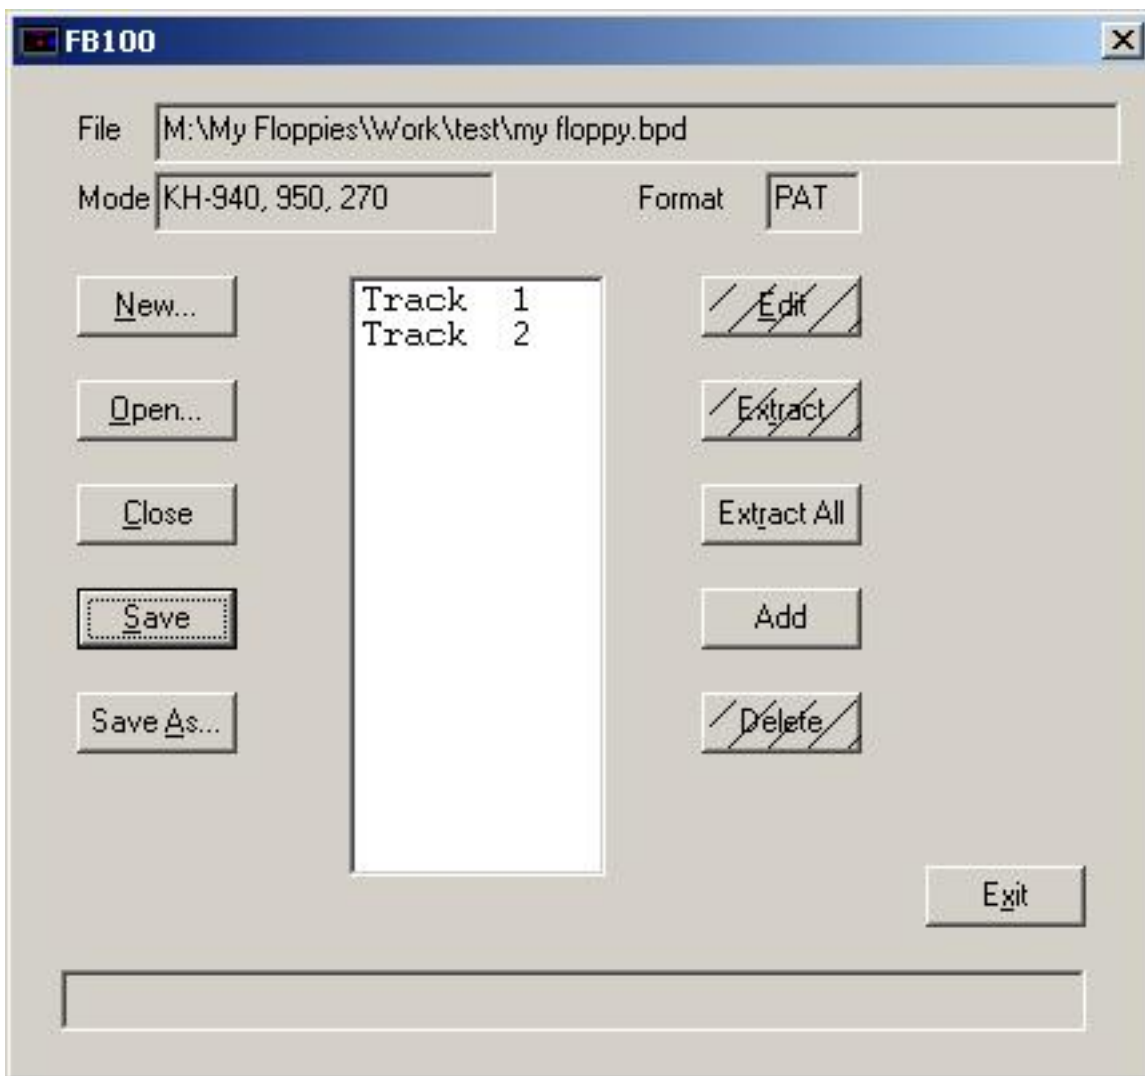 FB100
File M:\My Floppies\Work\test\my floppy.bpd
Mode KH-940, 950, 270 Format PAT
New...
Open...
Close
Save
Save As...
Track 1
Track 2
Edit
Extract
Extract All
Add
Delete
Exit